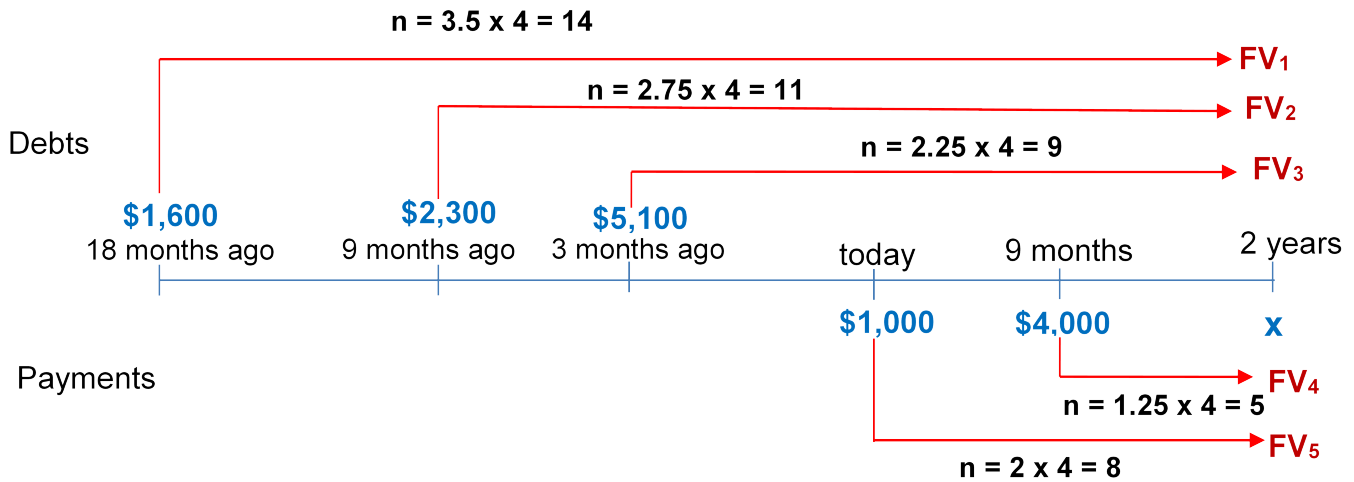 n = 3.5 x 4 = 14
FV1
n = 2.75 x 4 = 11
FV2
Debts
n = 2.25 x 4 = 9
FV3
$1,600
$2,300
$5,100
18 months ago
9 months ago
3 months ago
today
9 months
2 years
$1,000
$4,000
x
Payments
FV4
n = 1.25 x 4 = 5
FV5
n = 2 x 4 = 8